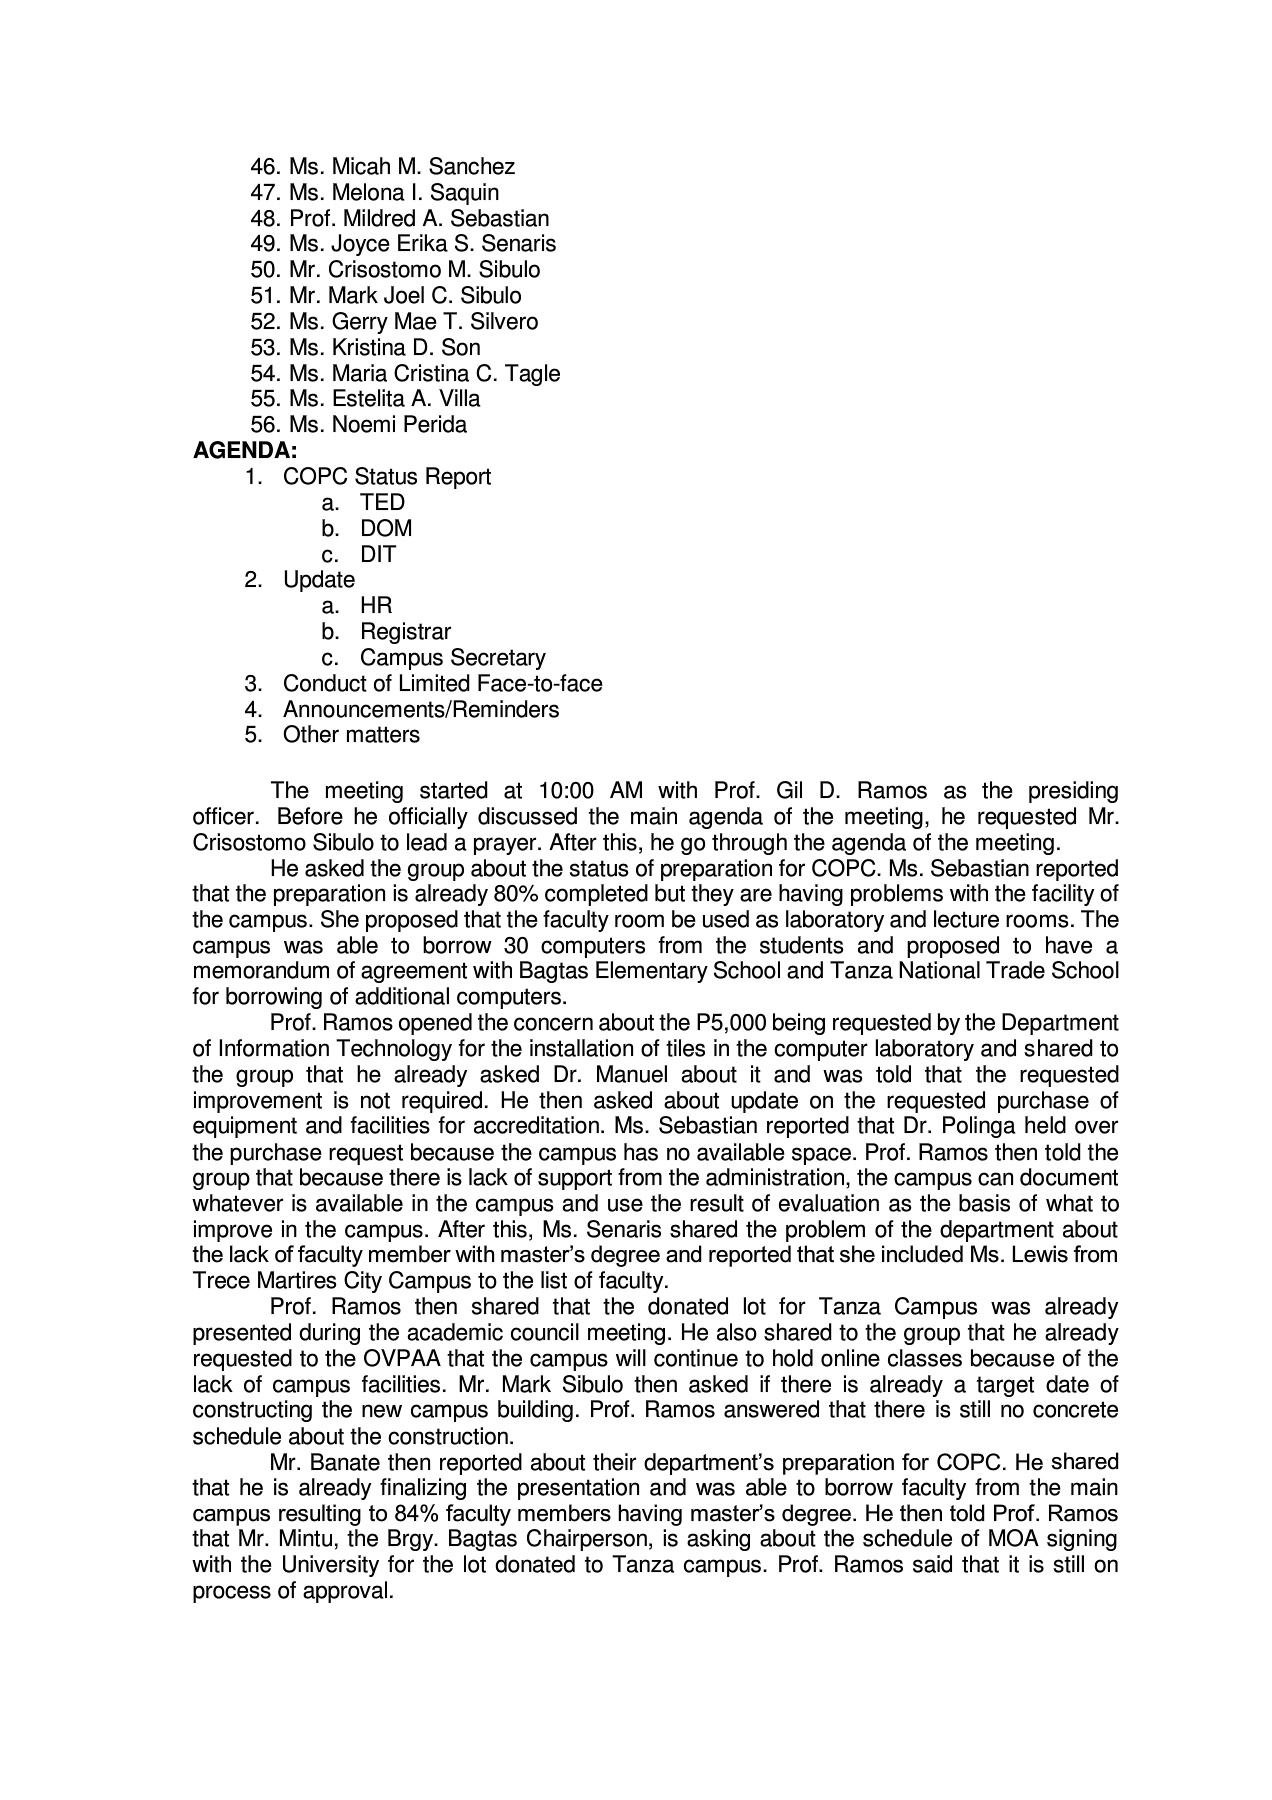 46. Ms. Micah M. Sanchez
47. Ms. Melona I. Saquin
48. Prof. Mildred A. Sebastian
49. Ms. Joyce Erika S. Senaris
50. Mr. Crisostomo M. Sibulo
51. Mr. Mark Joel C. Sibulo
52. Ms. Gerry Mae T. Silvero
53. Ms. Kristina D. Son
54. Ms. Maria Cristina C. Tagle
55. Ms. Estelita A. Villa
56. Ms. Noemi Perida
AGENDA:
1. COPC Status Report
a. TED
b. DOM
c. DIT
2. Update
a. HR
b. Registrar
c. Campus Secretary
3. Conduct of Limited Face-to-face
4. Announcements/Reminders
5. Other matters
The meeting started at 10:00 AM with Prof. Gil D. Ramos as the presiding
officer. Before he officially discussed the main agenda of the meeting, he requested Mr.
Crisostomo Sibulo to lead a prayer. After this, he go through the agenda of the meeting.
He asked the group about the status of preparation for COPC. Ms. Sebastian reported
that the preparation is already 80% completed but they are having problems with the facility of
the campus. She proposed that the faculty room be used as laboratory and lecture rooms. The
campus was able to borrow 30 computers from the students and proposed to have a
memorandum of agreement with Bagtas Elementary School and Tanza National Trade School
for borrowing of additional computers.
Prof. Ramos opened the concern about the P5,000 being requested by the Department
of Information Technology for the installation of tiles in the computer laboratory and shared to
the group that he already asked Dr. Manuel about it and was told that the requested
improvement is not required. He then asked about update on the requested purchase of
equipment and facilities for accreditation. Ms. Sebastian reported that Dr. Polinga held over
the purchase request because the campus has no available space. Prof. Ramos then told the
group that because there is lack of support from the administration, the campus can document
whatever is available in the campus and use the result of evaluation as the basis of what to
improve in the campus. After this, Ms. Senaris shared the problem of the department about
the lack of faculty member with master’s degree and reported that she included Ms. Lewis from
Trece Martires City Campus to the list of faculty.
Prof. Ramos then shared that the donated lot for Tanza Campus was already
presented during the academic council meeting. He also shared to the group that he already
requested to the OVPAA that the campus will continue to hold online classes because of the
lack of campus facilities. Mr. Mark Sibulo then asked if there is already a target date of
constructing the new campus building. Prof. Ramos answered that there is still no concrete
schedule about the construction.
Mr. Banate then reported about their department’s preparation for COPC. He shared
that he is already finalizing the presentation and was able to borrow faculty from the main
campus resulting to 84% faculty members having master’s degree. He then told Prof. Ramos
that Mr. Mintu, the Brgy. Bagtas Chairperson, is asking about the schedule of MOA signing
with the University for the lot donated to Tanza campus. Prof. Ramos said that it is still on
process of approval.